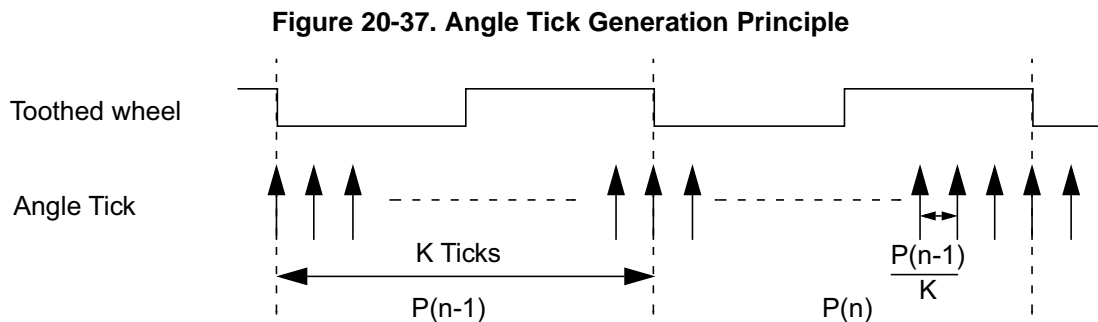 Figure 20-37. Angle Tick Generation Principle
Toothed wheel
Angle Tick
K Ticks
P(n-1)
P(n)
P(n-1)
K